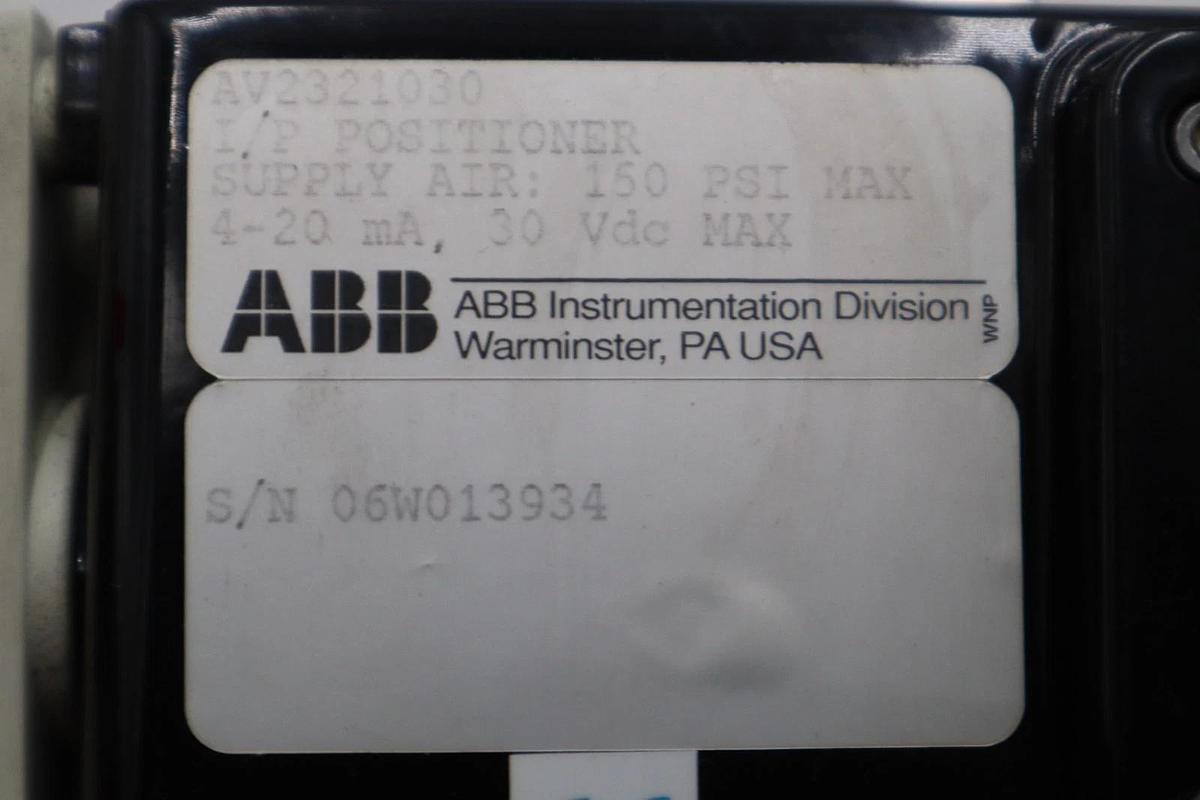 AV2321030
I/P POSITIONER
SUPPLY AIR: 150 PSI MAX
4-20 mA, 30 Vdc MAX
ABB
ABB Instrumentation Division
Warminster, PA USA
WNP
S/N 06W013934